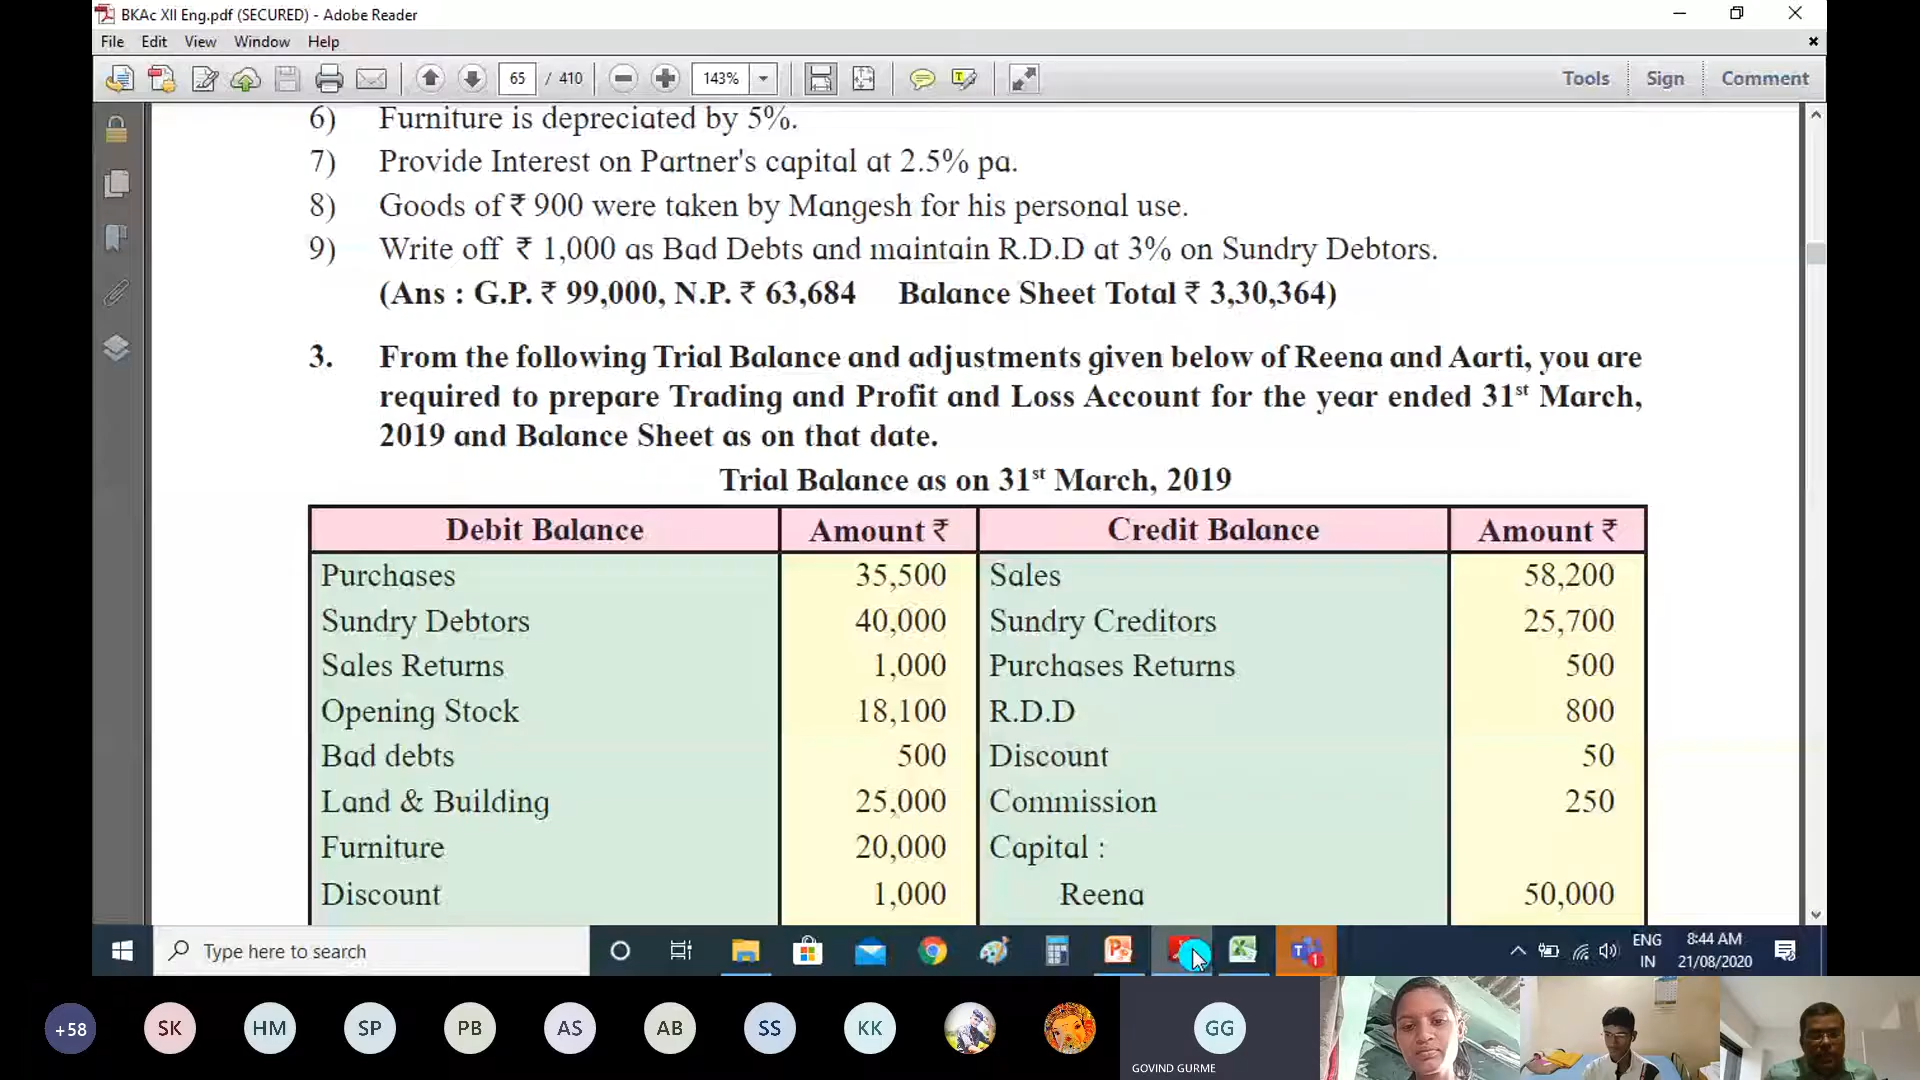 BKAc XII Eng.pdf (SECURED) - Adobe Reader
File Edit View Window Help
65 / 410 143% Tools Sign Comment
6) Furniture is depreciated by 5%.
7) Provide Interest on Partner's capital at 2.5% pa.
8) Goods of ₹ 900 were taken by Mangesh for his personal use.
9) Write off ₹ 1,000 as Bad Debts and maintain R.D.D at 3% on Sundry Debtors.
(Ans : G.P. ₹ 99,000, N.P. ₹ 63,684 Balance Sheet Total ₹ 3,30,364)
3. From the following Trial Balance and adjustments given below of Reena and Aarti, you are
required to prepare Trading and Profit and Loss Account for the year ended 31st March,
2019 and Balance Sheet as on that date.
Trial Balance as on 31st March, 2019
Debit Balance Amount ₹ Credit Balance Amount ₹
Purchases 35,500 Sales 58,200
Sundry Debtors 40,000 Sundry Creditors 25,700
Sales Returns 1,000 Purchases Returns 500
Opening Stock 18,100 R.D.D 800
Bad debts 500 Discount 50
Land & Building 25,000 Commission 250
Furniture 20,000 Capital :
Discount 1,000 Reena 50,000
Type here to search ENG 8:44 AM
IN 21/08/2020
+58 SK HM SP PB AS AB SS KK GG
GOVIND GURME